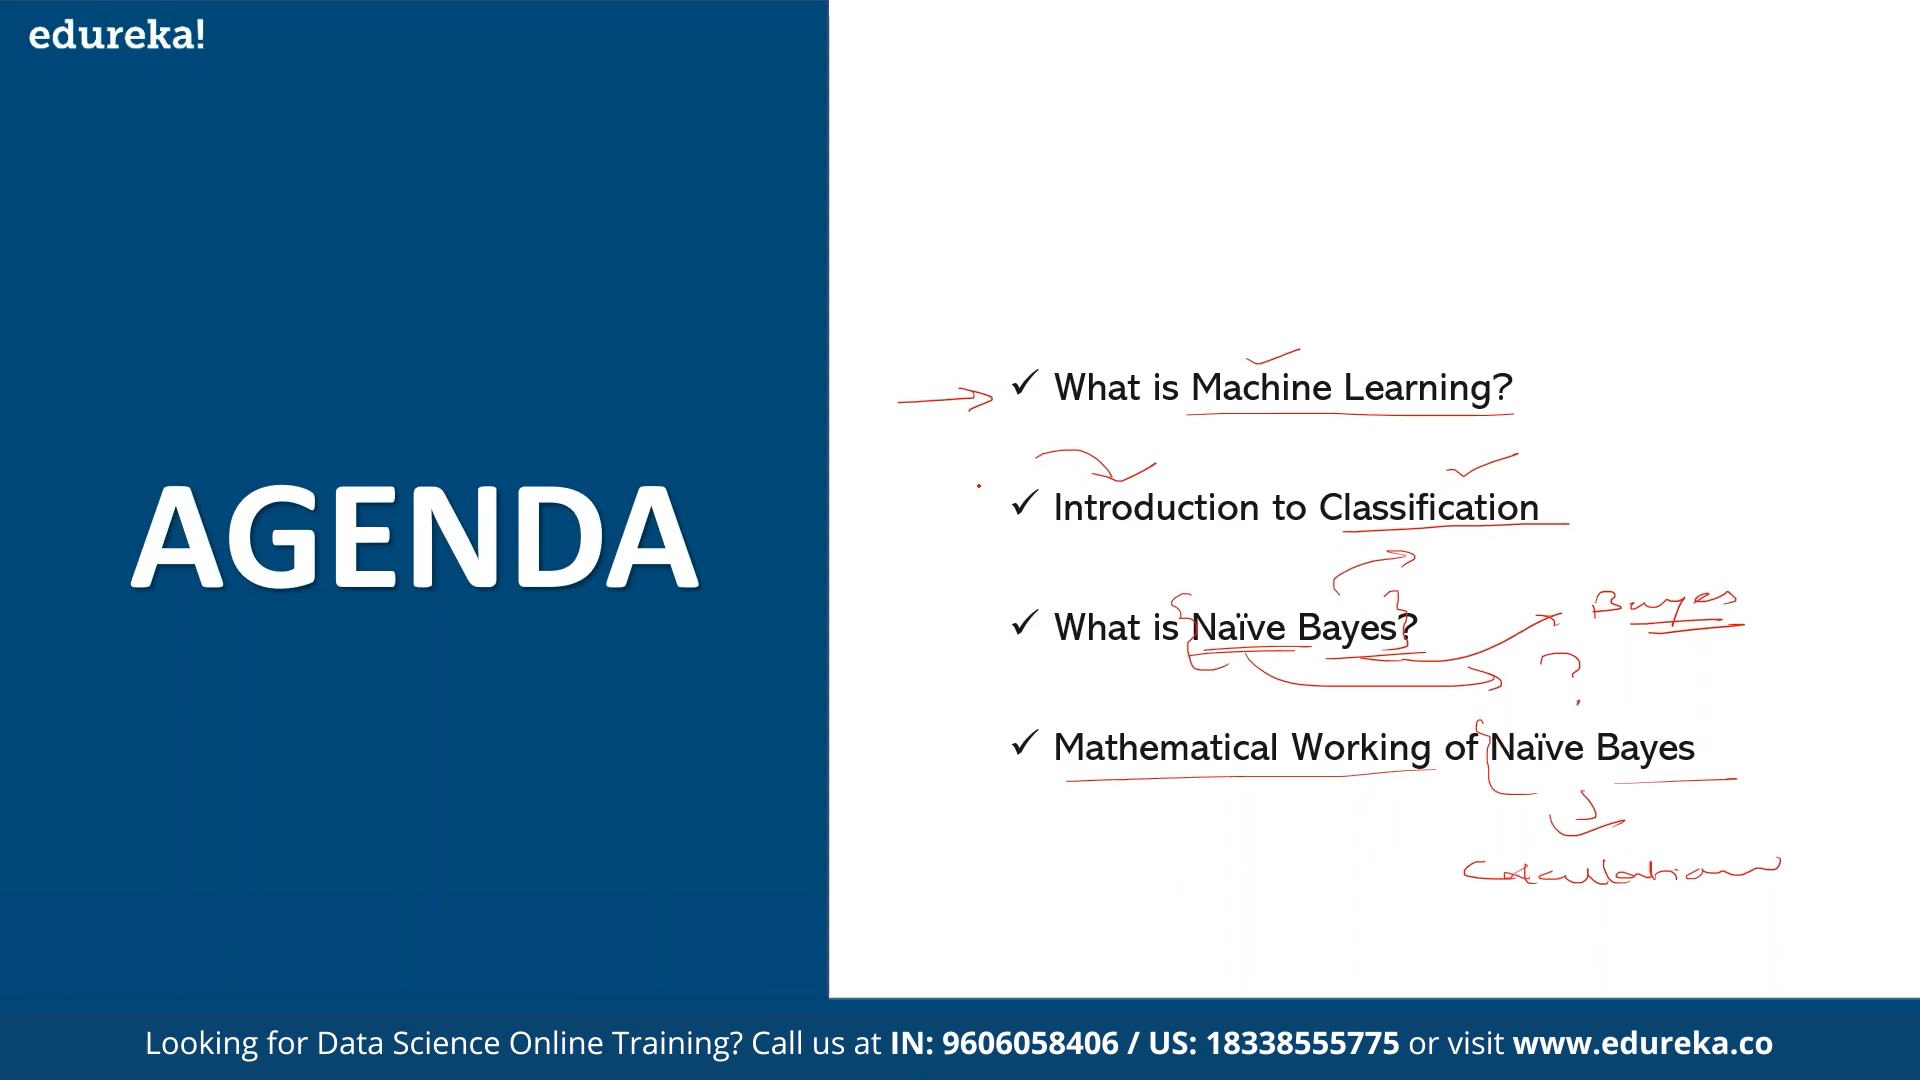 edureka!
AGENDA
✓ What is Machine Learning?
✓ Introduction to Classification
✓ What is {Naïve Bayes}?
Bayes
?
✓ Mathematical Working of {Naïve Bayes
Calculation
Looking for Data Science Online Training? Call us at IN: 9606058406 / US: 18338555775 or visit www.edureka.co